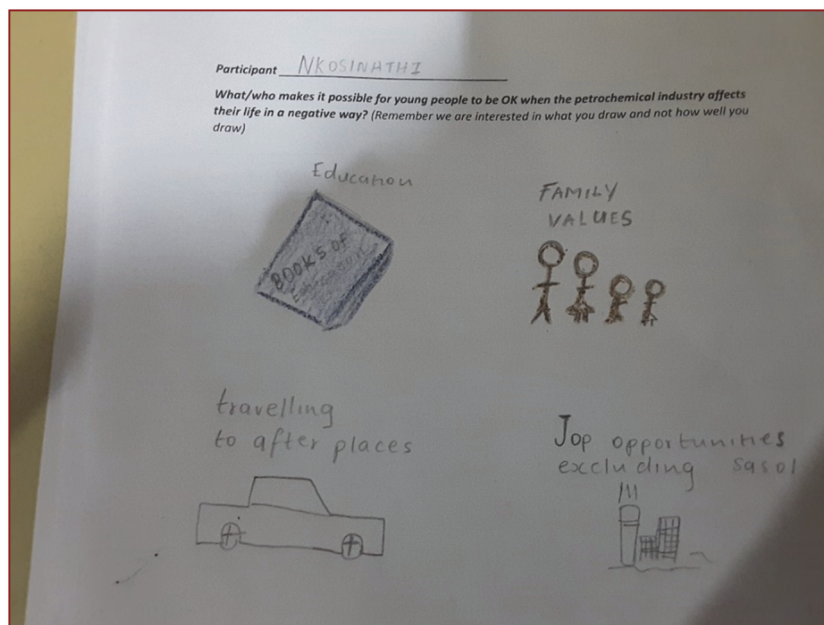 Participant NKOSINATHI
What/who makes it possible for young people to be OK when the petrochemical industry affects
their life in a negative way? (Remember we are interested in what you draw and not how well you
draw)
Education
BOOKS OF
Education
FAMILY
VALUES
travelling
to after places
Jop opportunities
excluding sasol